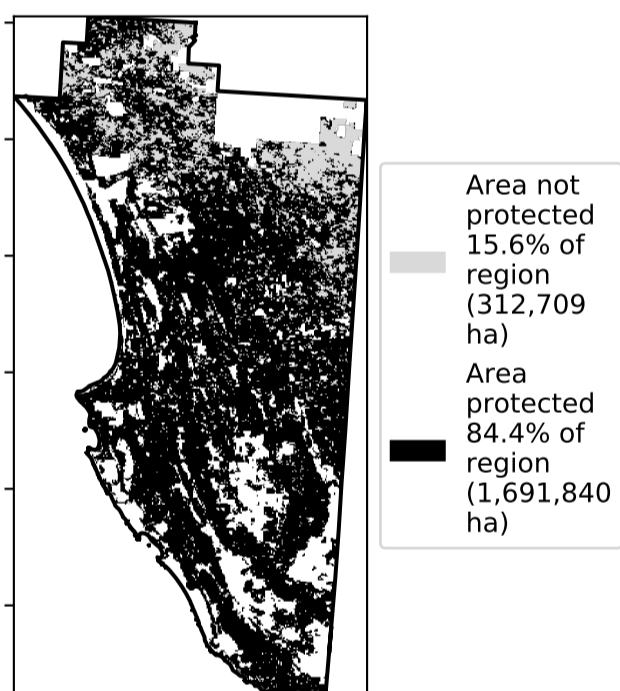 Area not
protected
15.6% of
region
(312,709
ha)
Area
protected
84.4% of
region
(1,691,840
ha)